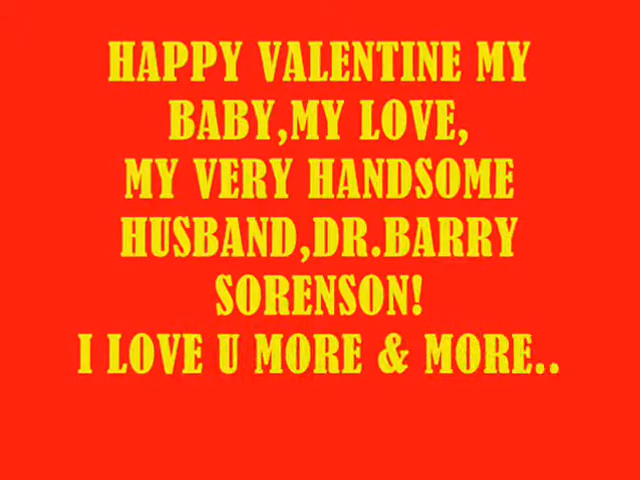 HAPPY VALENTINE MY
BABY,MY LOVE,
MY VERY HANDSOME
HUSBAND,DR.BARRY
SORENSON!
I LOVE U MORE & MORE..